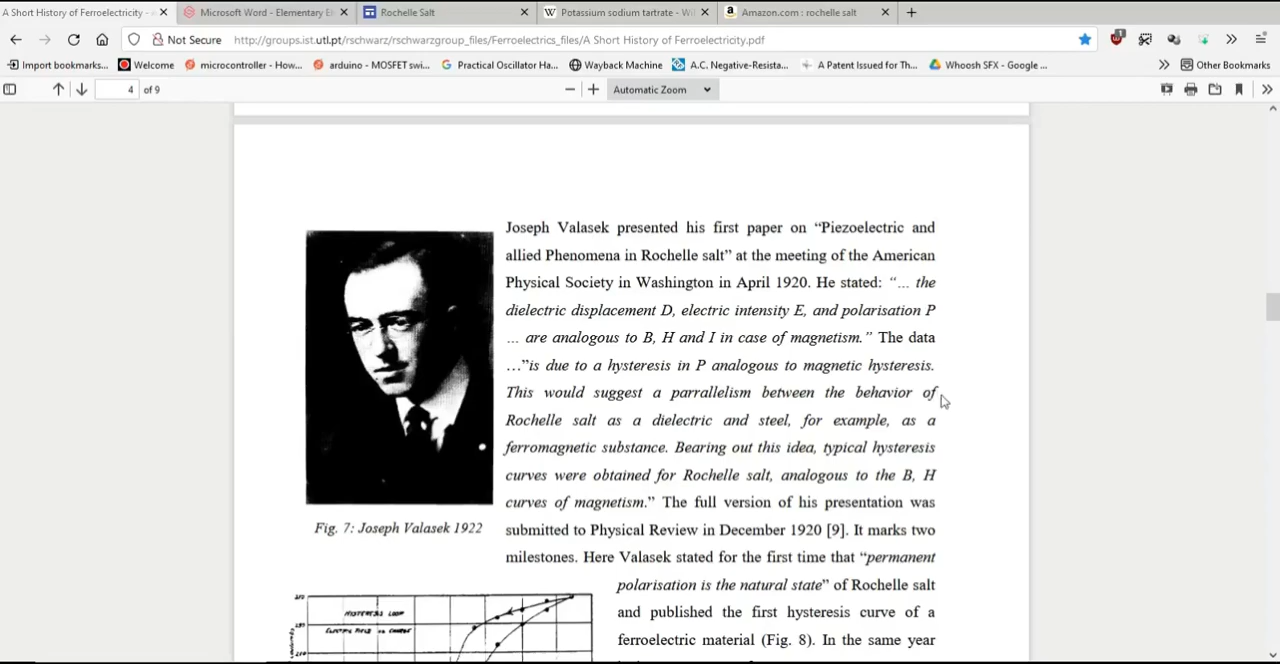 A Short History of Ferroelectricity -
Microsoft Word - Elementary El
Rochelle Salt
Potassium sodium tartrate - Wi
Amazon.com : rochelle salt
Not Secure
http://groups.ist.utl.pt/rschwarz/rschwarzgroup_files/Ferroelectrics_files/A Short History of Ferroelectricity.pdf
Import bookmarks...
Welcome
microcontroller - How...
arduino - MOSFET swi...
Practical Oscillator Ha...
Wayback Machine
A.C. Negative-Resista...
A Patent Issued for Th...
Whoosh SFX - Google ...
Other Bookmarks
4 of 9
Automatic Zoom
Joseph Valasek presented his first paper on “Piezoelectric and
allied Phenomena in Rochelle salt” at the meeting of the American
Physical Society in Washington in April 1920. He stated: “... the
dielectric displacement D, electric intensity E, and polarisation P
... are analogous to B, H and I in case of magnetism.” The data
...”is due to a hysteresis in P analogous to magnetic hysteresis.
This would suggest a parrallelism between the behavior of
Rochelle salt as a dielectric and steel, for example, as a
ferromagnetic substance. Bearing out this idea, typical hysteresis
curves were obtained for Rochelle salt, analogous to the B, H
curves of magnetism.” The full version of his presentation was
Fig. 7: Joseph Valasek 1922
submitted to Physical Review in December 1920 [9]. It marks two
milestones. Here Valasek stated for the first time that “permanent
polarisation is the natural state” of Rochelle salt
and published the first hysteresis curve of a
ferroelectric material (Fig. 8). In the same year
HYSTERESIS LOOP
ELECTRIC FIELD vs CHARGE